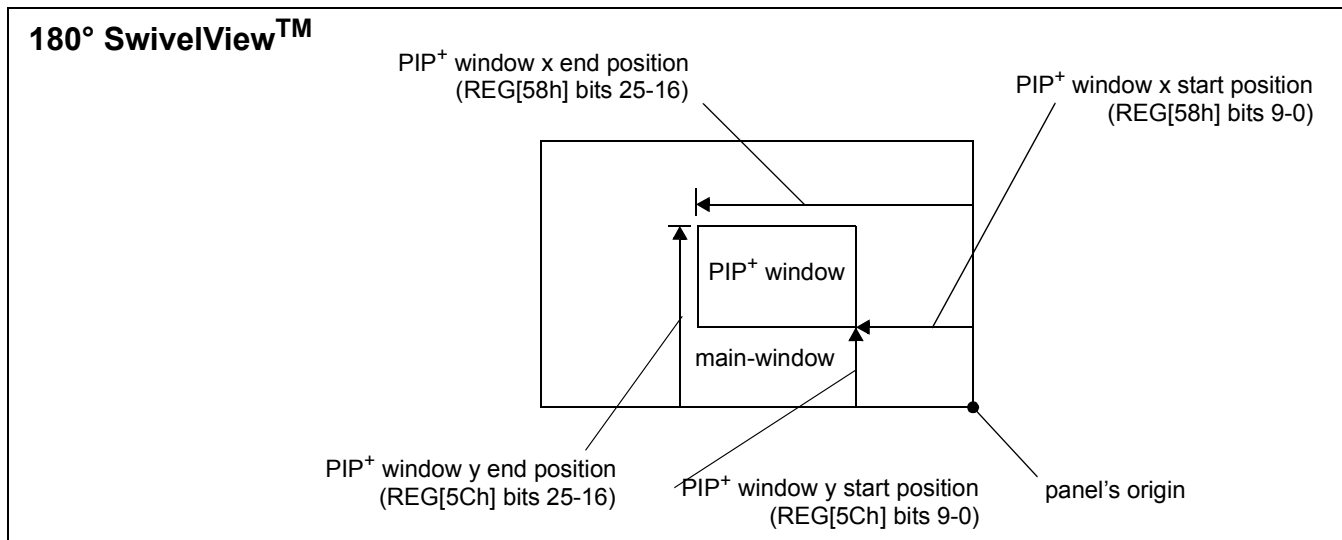 180° SwivelView™
PIP+ window x end position
(REG[58h] bits 25-16)
PIP+ window x start position
(REG[58h] bits 9-0)
PIP+ window
main-window
PIP+ window y end position
(REG[5Ch] bits 25-16)
PIP+ window y start position
(REG[5Ch] bits 9-0)
panel's origin